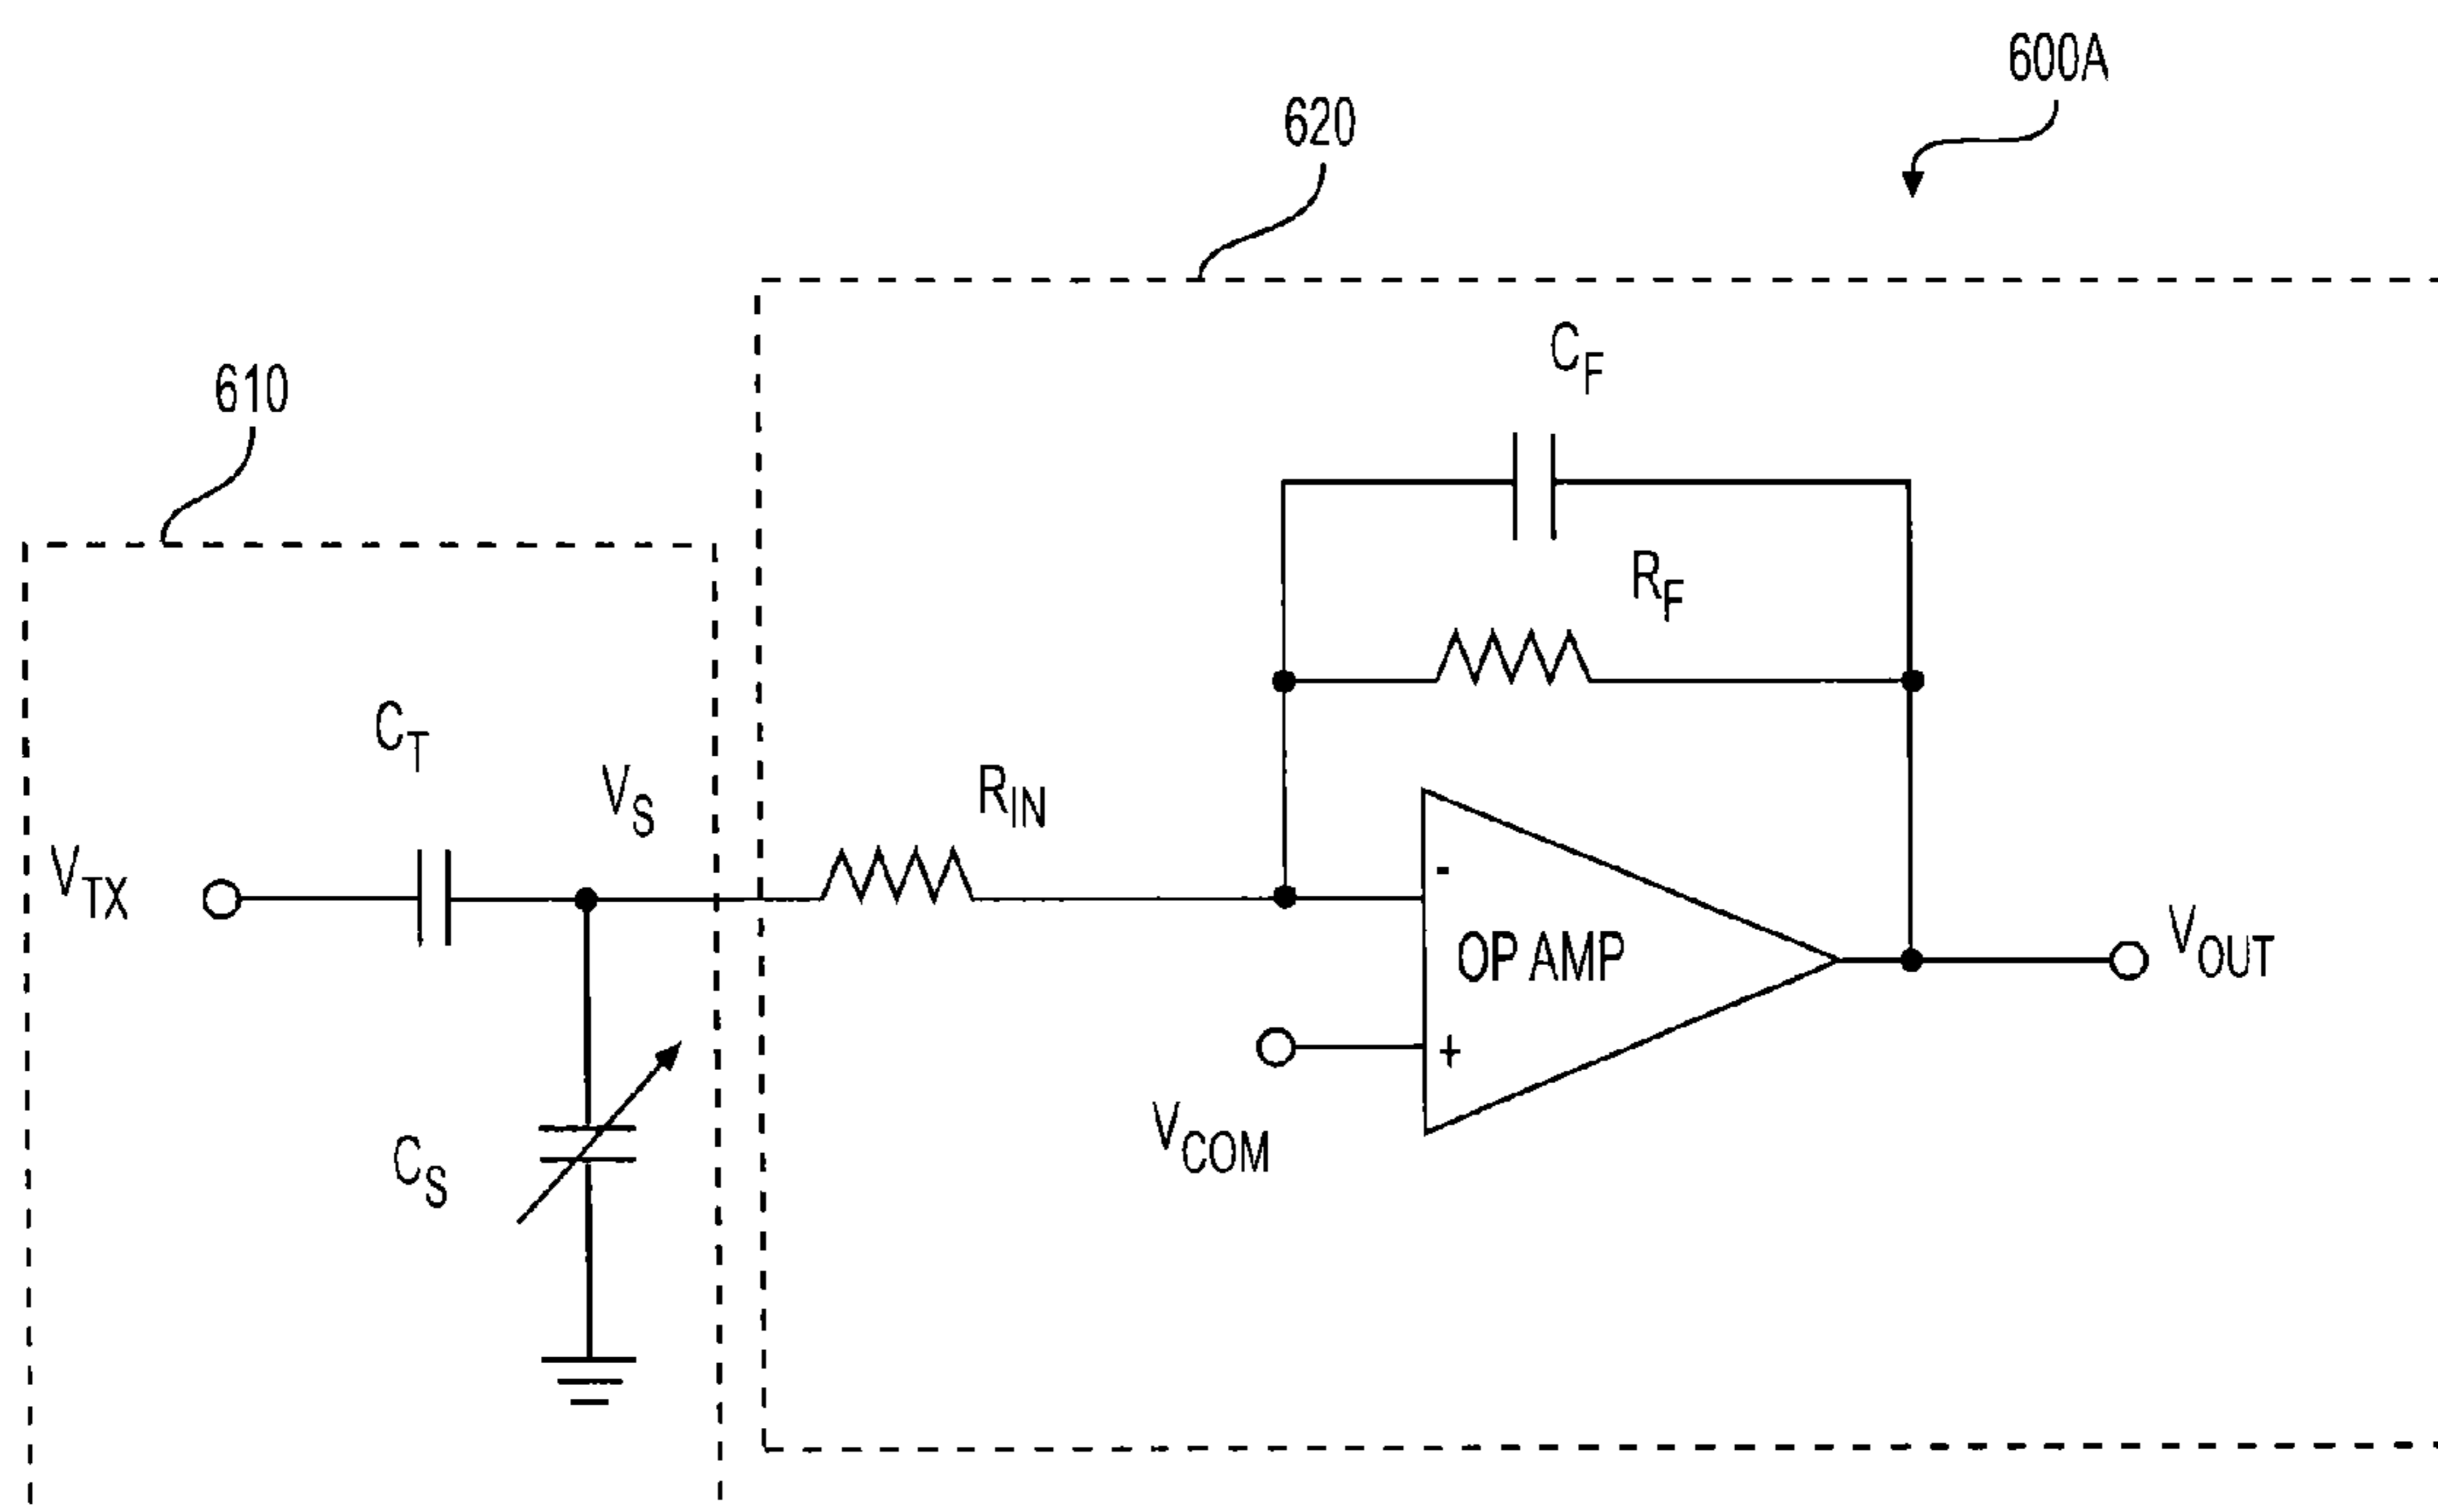 600A
620
C_F
610
R_F
C_T
V_S
R_IN
V_TX
-
OP AMP
V_OUT
+
V_COM
C_S